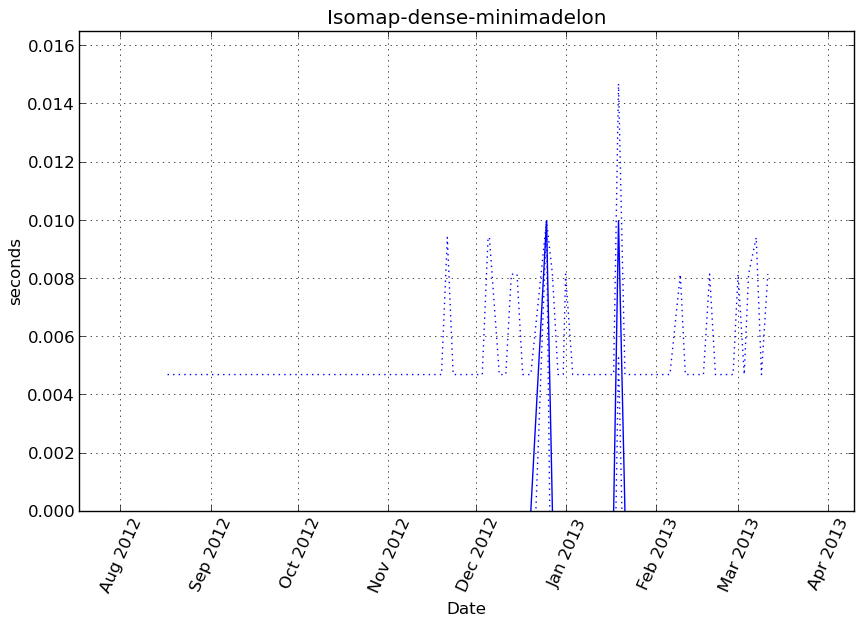 Isomap-dense-minimadelon
0.016
0.014
0.012
0.010
0.008
0.006
0.004
0.002
0.000
seconds
Aug 2012
Sep 2012
Oct 2012
Nov 2012
Dec 2012
Jan 2013
Feb 2013
Mar 2013
Apr 2013
Date